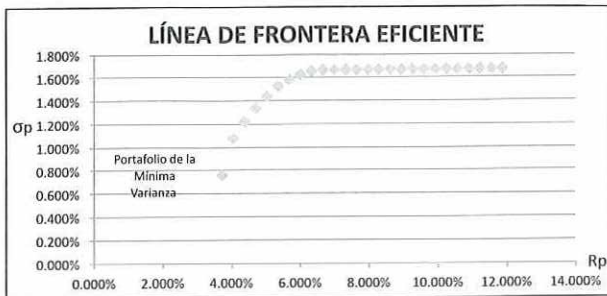 LÍNEA DE FRONTERA EFICIENTE
1.800%
1.600%
1.400%
σp 1.200%
1.000%
Portafolio de la
0.800%
Mínima
0.600%
Varianza
0.400%
0.200%
0.000%
Rp
0.000% 2.000% 4.000% 6.000% 8.000% 10.000% 12.000% 14.000%